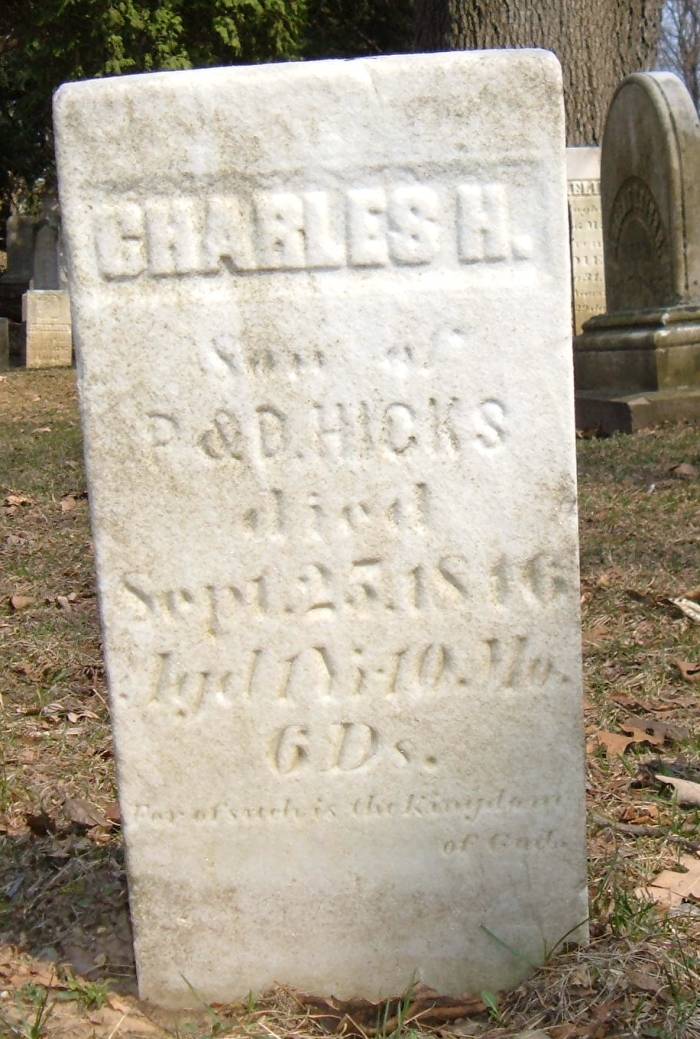 CHARLES H.
Son of
P. & D. HICKS
died
Sept. 25. 1846.
Aged 1 Yr 10. Mo.
6 Ds.
For of such is the Kingdom
of God.